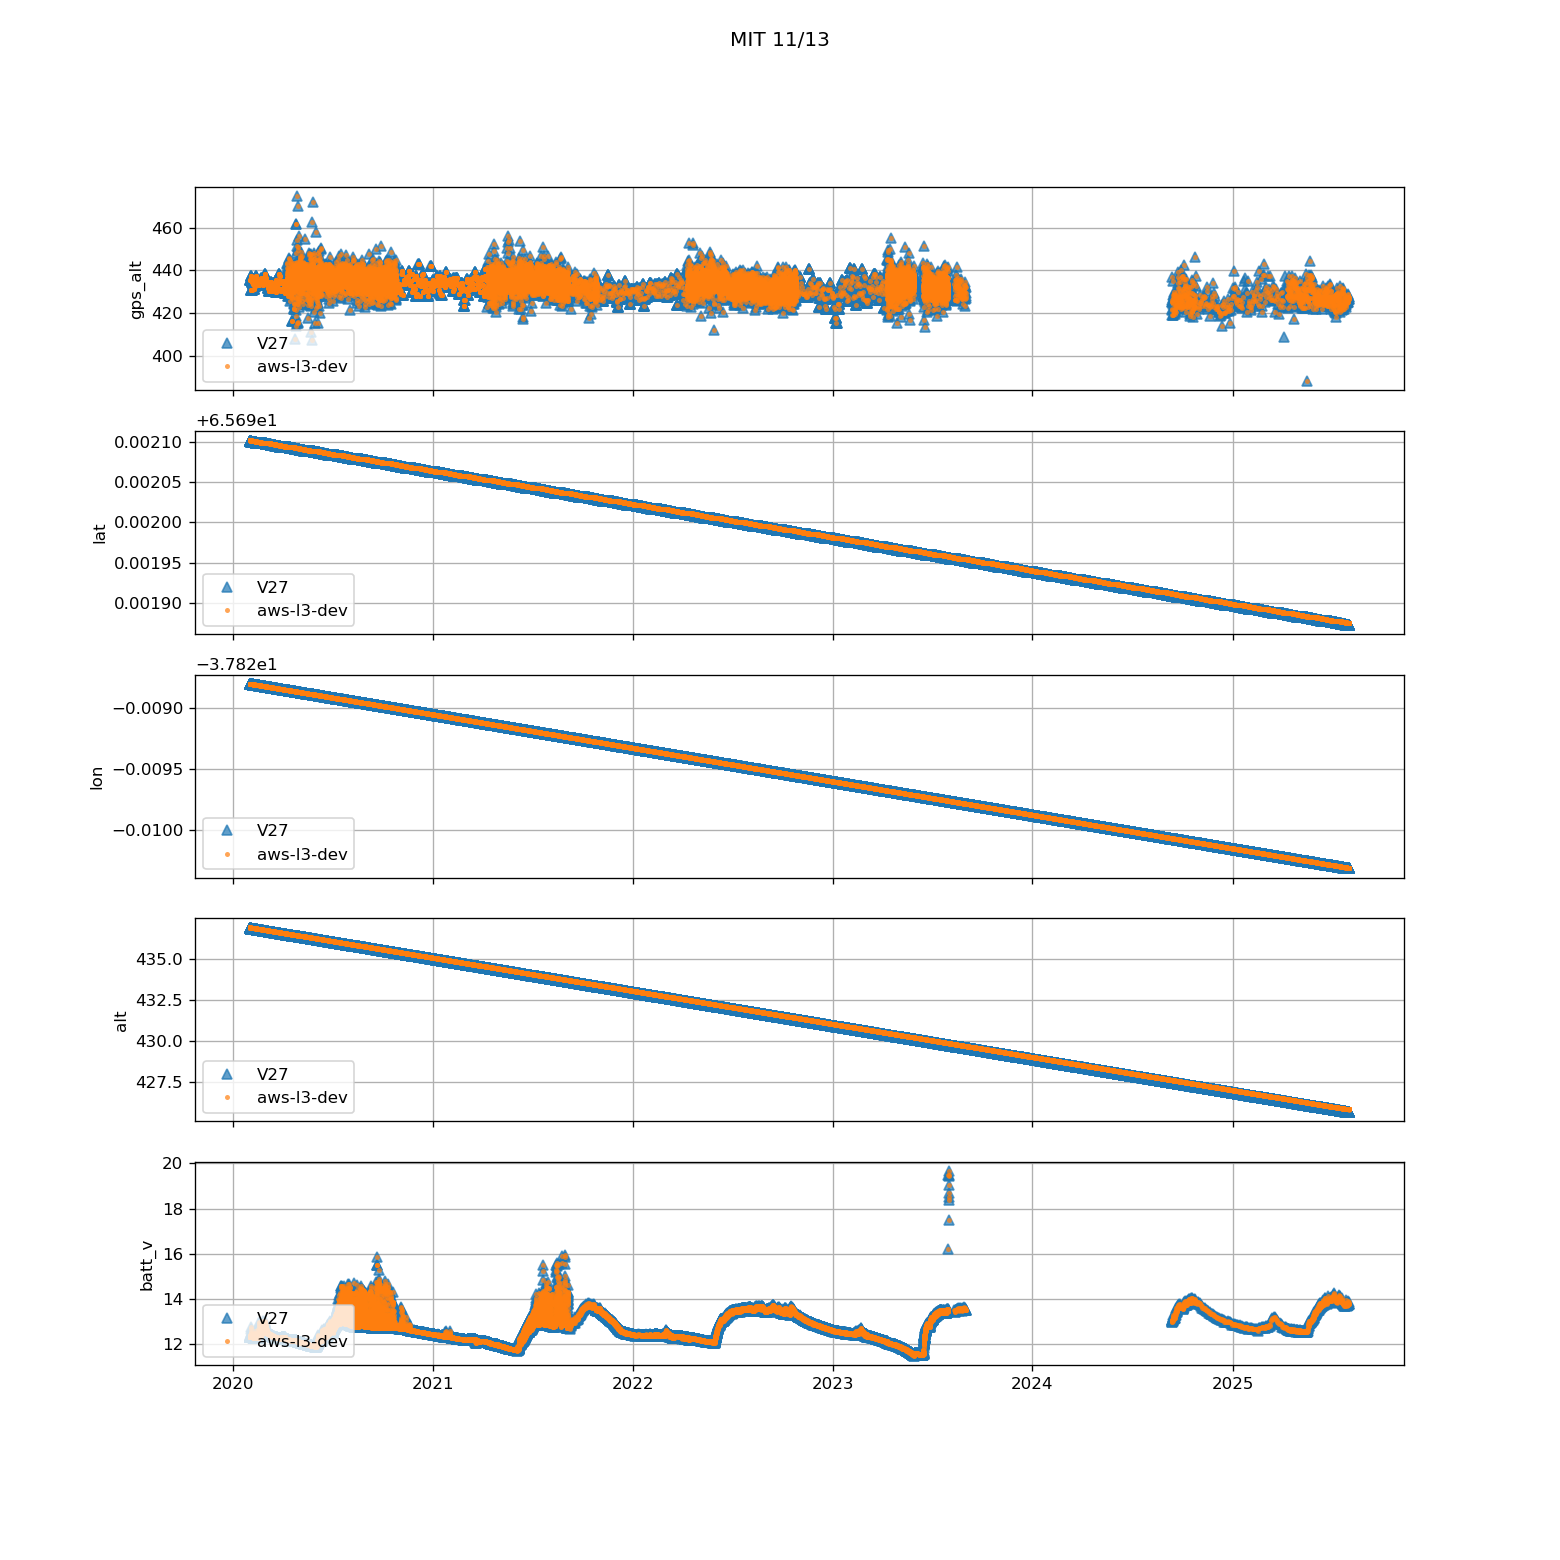 MIT 11/13
460
440
420
400
gps_alt
V27
aws-l3-dev
+6.569e1
0.00210
0.00205
0.00200
0.00195
0.00190
lat
V27
aws-l3-dev
−3.782e1
−0.0090
−0.0095
−0.0100
lon
V27
aws-l3-dev
435.0
432.5
430.0
427.5
alt
V27
aws-l3-dev
20
18
16
14
12
batt_v
V27
aws-l3-dev
2020 2021 2022 2023 2024 2025